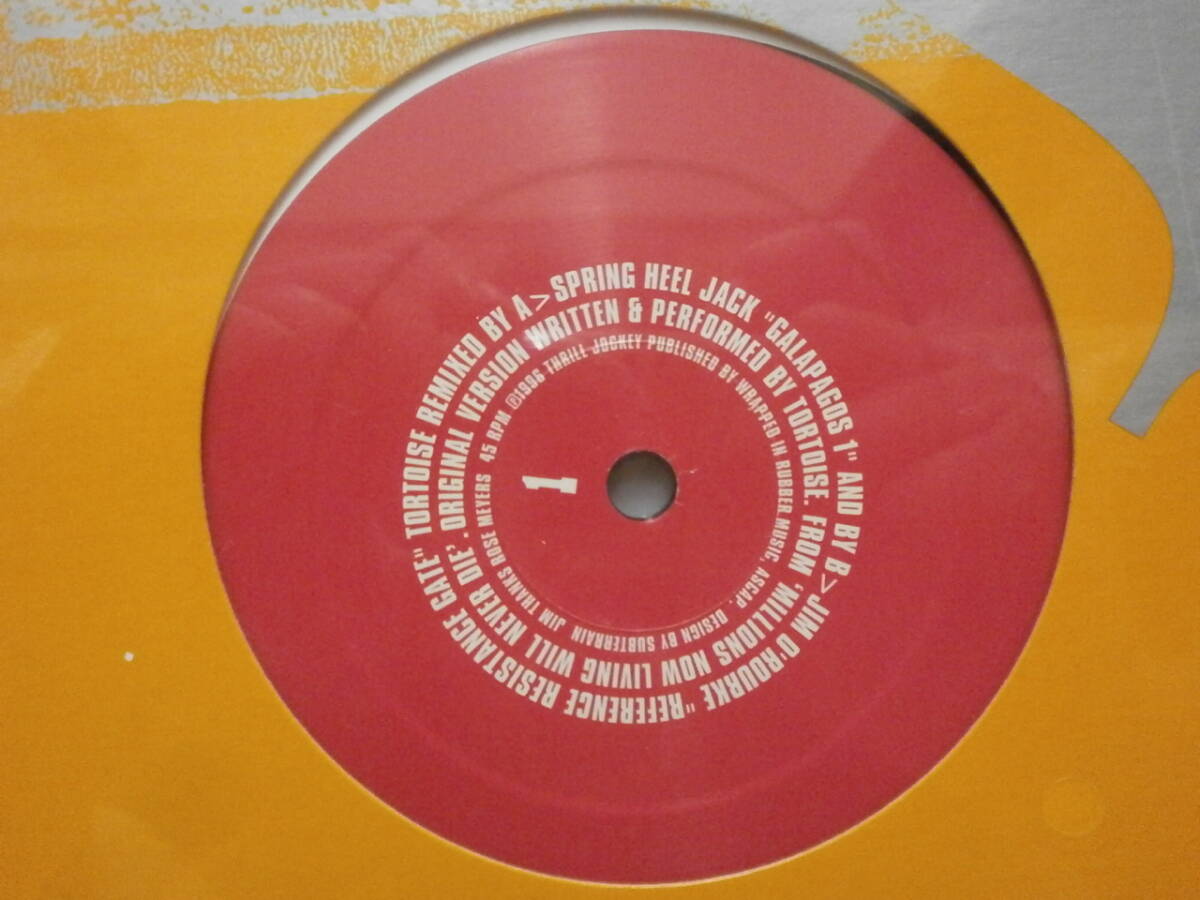 TORTOISE REMIXED BY A > SPRING HEEL JACK "GALAPAGOS 1" AND BY B > JIM O'ROURKE "REFERENCE RESISTANCE GATE"
ORIGINAL VERSION WRITTEN & PERFORMED BY TORTOISE. FROM 'MILLIONS NOW LIVING WILL NEVER DIE'.
45 RPM ℗1996 THRILL JOCKEY PUBLISHED BY WRAPPED IN RUBBER MUSIC, ASCAP. DESIGN BY SUBTERRAIN JIM THANKS ROSE MEYERS
1